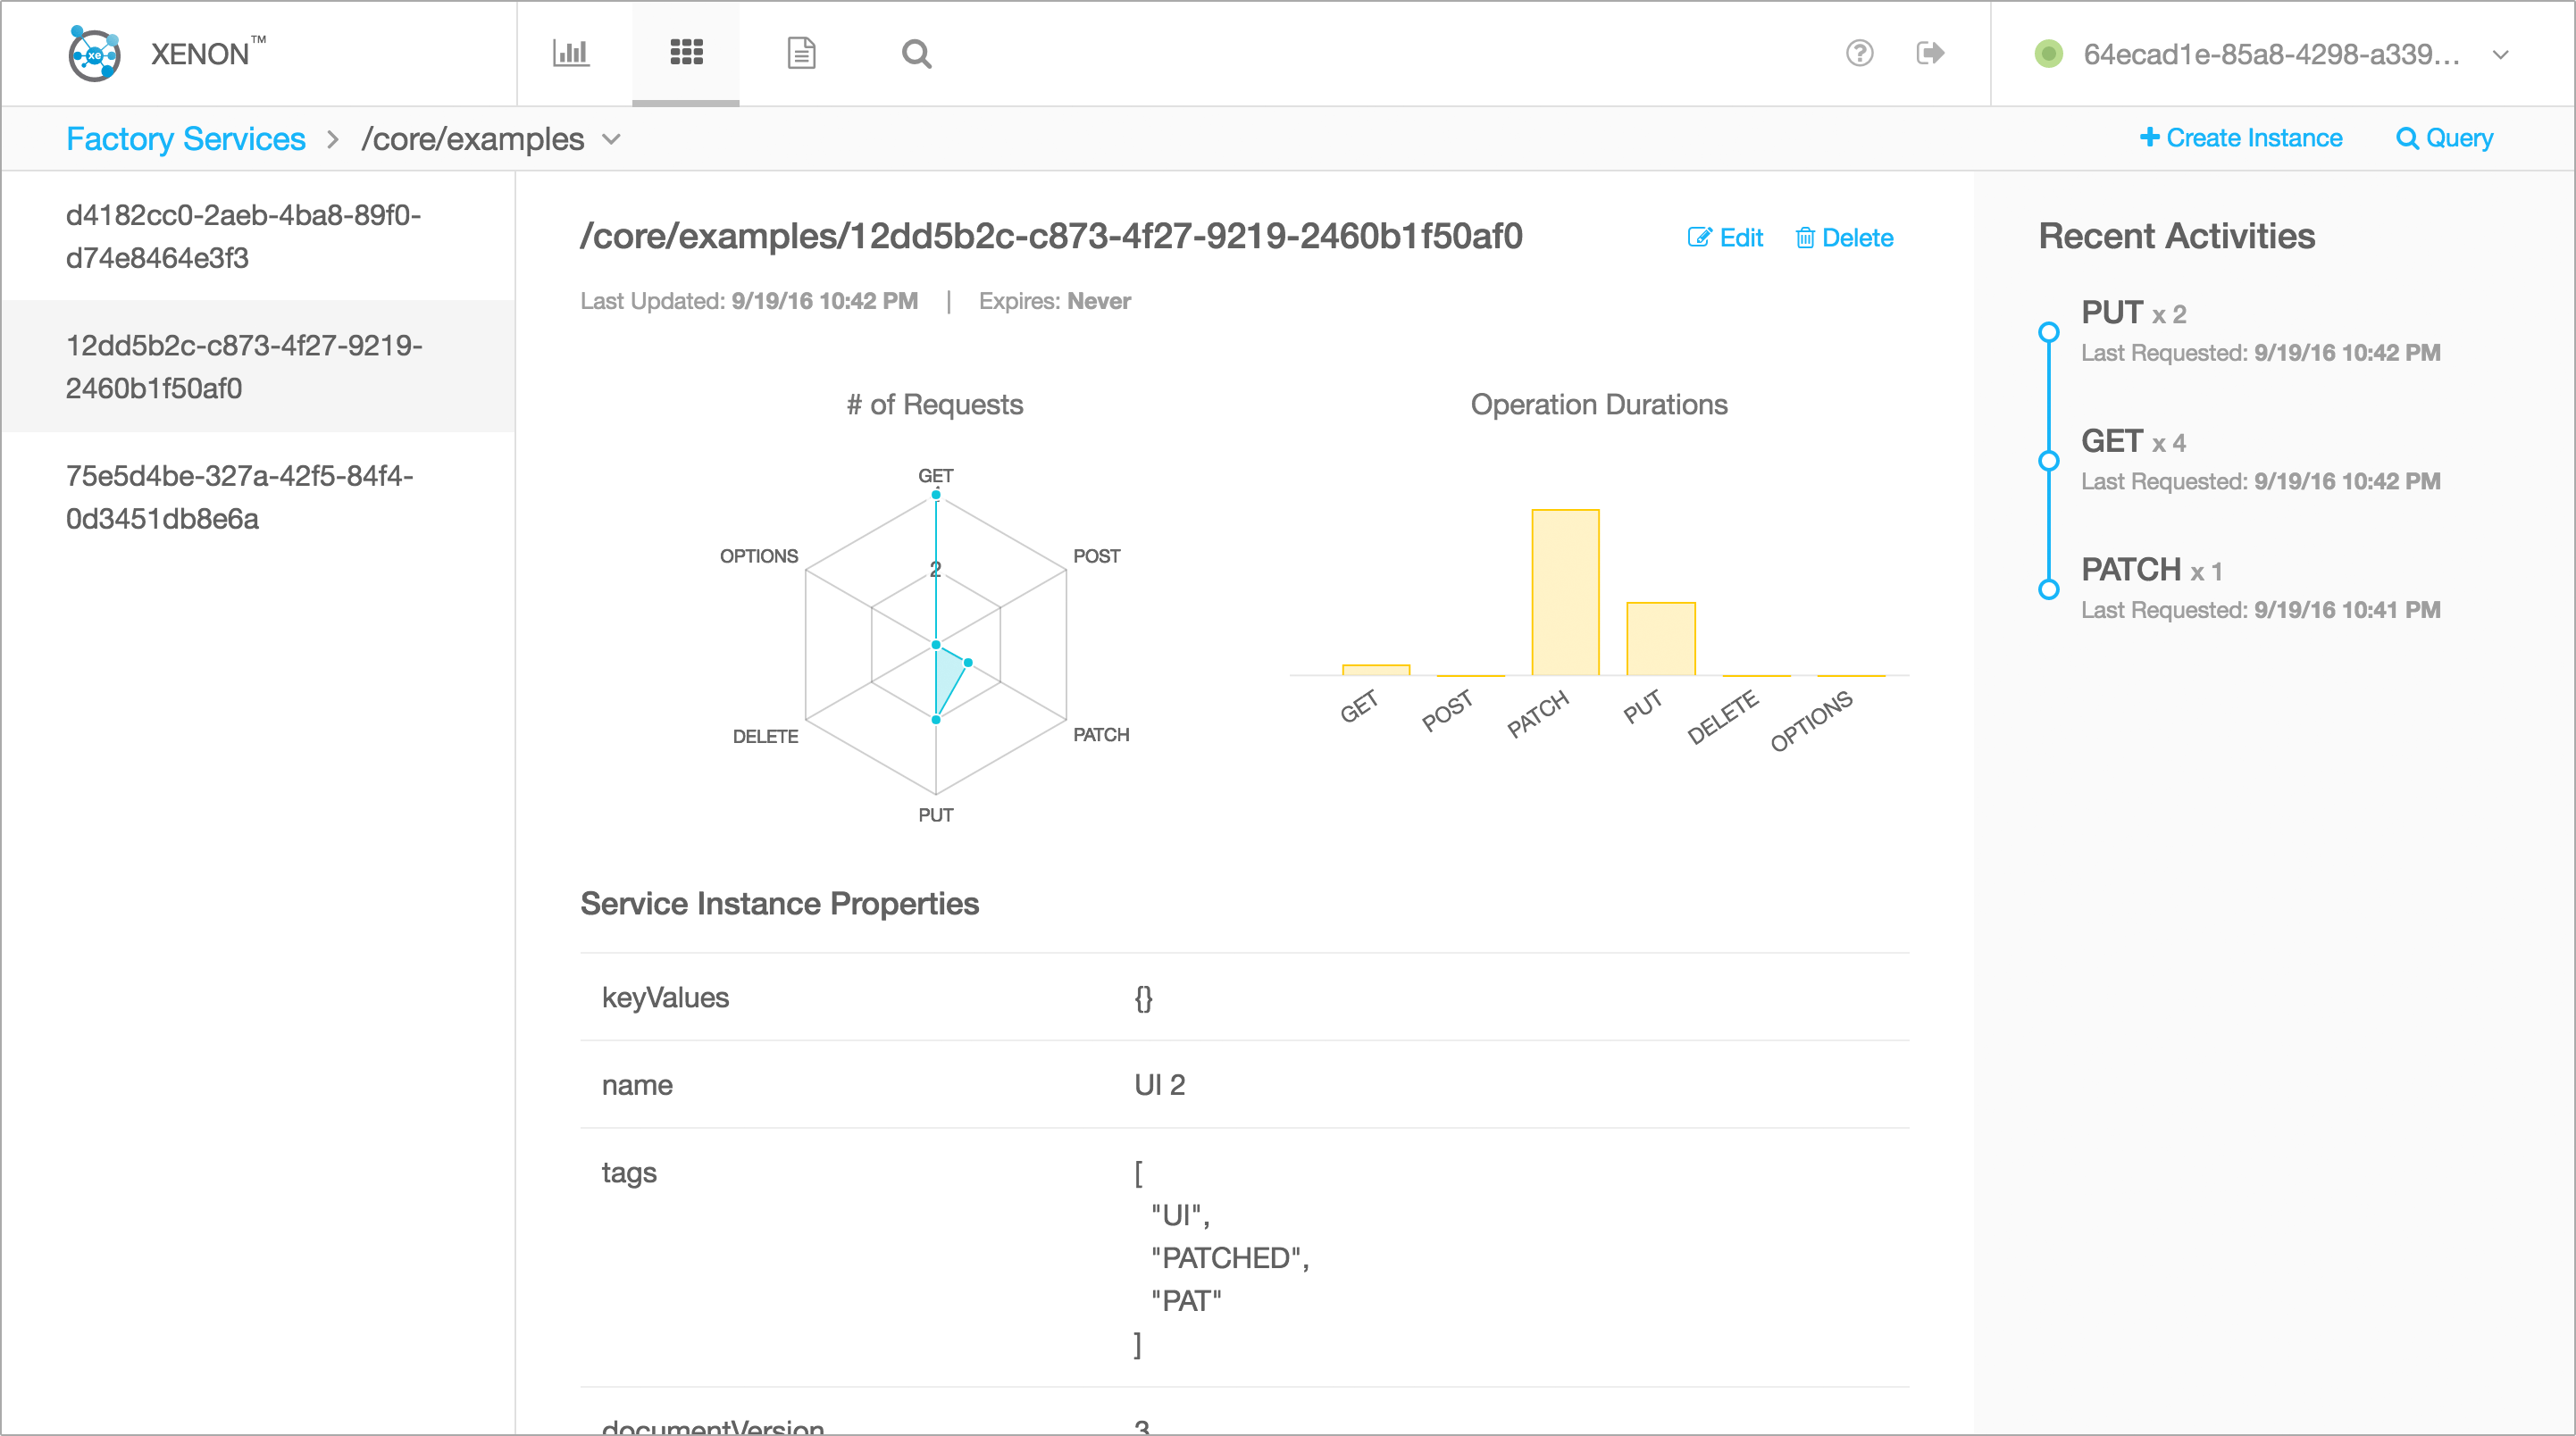 xe XENON™
64ecad1e-85a8-4298-a339...
Factory Services > /core/examples
Create Instance
Query
d4182cc0-2aeb-4ba8-89f0-
d74e8464e3f3
12dd5b2c-c873-4f27-9219-
2460b1f50af0
75e5d4be-327a-42f5-84f4-
0d3451db8e6a
/core/examples/12dd5b2c-c873-4f27-9219-2460b1f50af0
Edit
Delete
Last Updated: 9/19/16 10:42 PM | Expires: Never
# of Requests
GET
POST
PATCH
PUT
DELETE
OPTIONS
2
Operation Durations
GET
POST
PATCH
PUT
DELETE
OPTIONS
Service Instance Properties
keyValues {}
name UI 2
tags [
"UI",
"PATCHED",
"PAT"
]
documentVersion 3
Recent Activities
PUT x 2
Last Requested: 9/19/16 10:42 PM
GET x 4
Last Requested: 9/19/16 10:42 PM
PATCH x 1
Last Requested: 9/19/16 10:41 PM